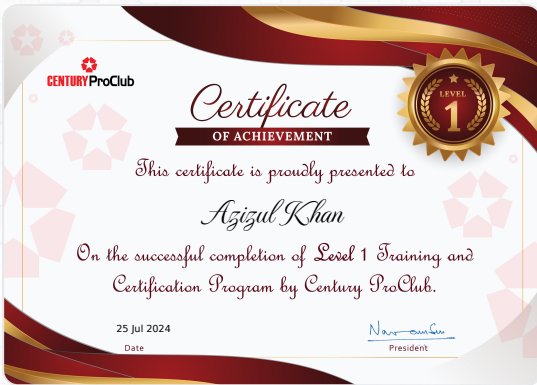 CENTURY ProClub
LEVEL
1
Certificate
OF ACHIEVEMENT
This certificate is proudly presented to
Azizul Khan
On the successful completion of Level 1 Training and
Certification Program by Century ProClub.
25 Jul 2024
Date
President